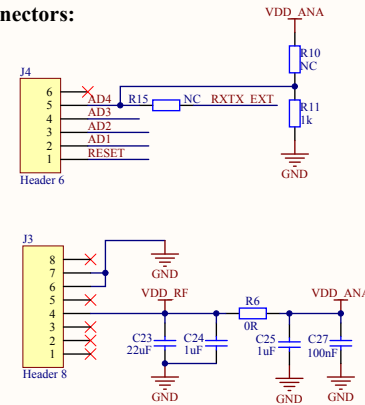 nnectors:
VDD_ANA
R10
NC
J4
6
5 AD4 R15 NC RXTX_EXT
R11
1k
4 AD3
3 AD2
2 AD1
1 RESET
Header 6
GND
J3
8
7
6
GND
5
VDD_RF R6 VDD_ANA
4
0R
3
C23 C24 C25 C27
2
22uF 1uF 1uF 100nF
1
Header 8
GND GND GND GND